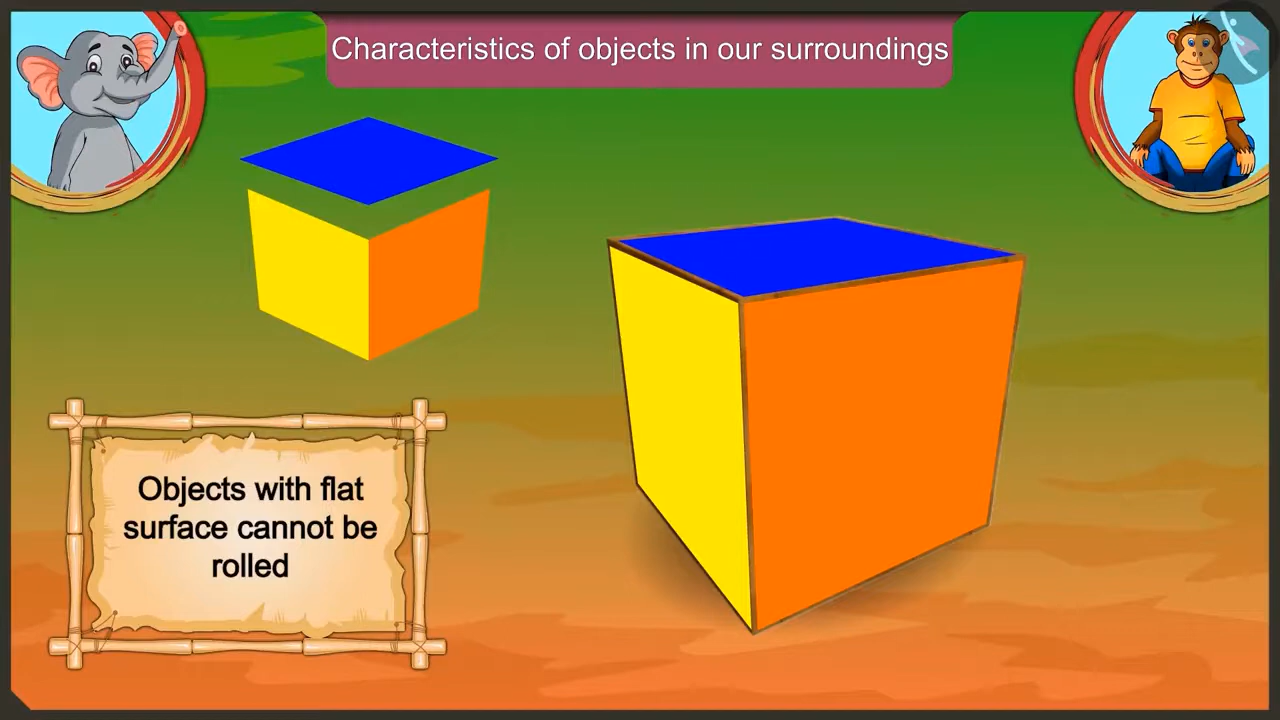 Characteristics of objects in our surroundings
Objects with flat
surface cannot be
rolled